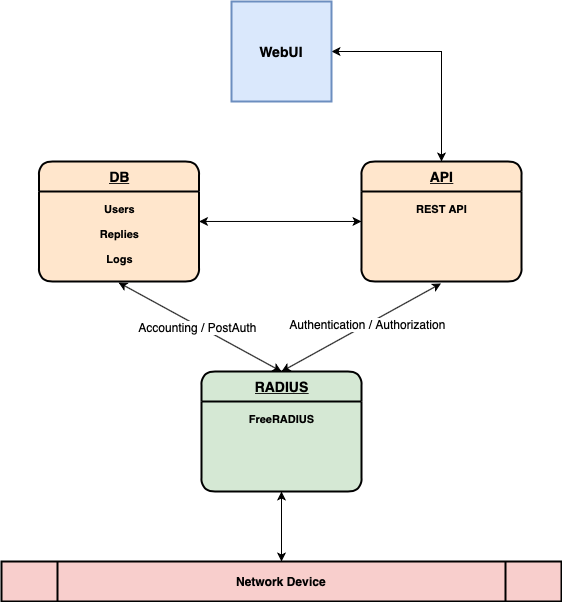 WebUI
DB
Users
Replies
Logs
API
REST API
Accounting / PostAuth
Authentication / Authorization
RADIUS
FreeRADIUS
Network Device